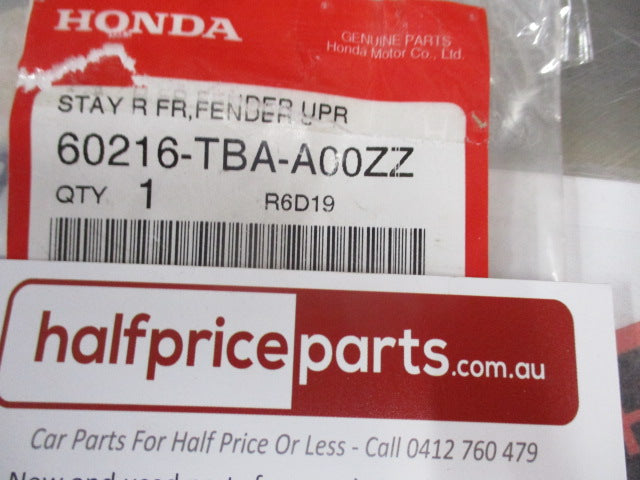 HONDA
GENUINE PARTS
Honda Motor Co., Ltd.
STAY R FR,FENDER UPR
60216-TBA-A00ZZ
QTY 1 R6D19
halfpriceparts.com.au
Car Parts For Half Price Or Less - Call 0412 760 479